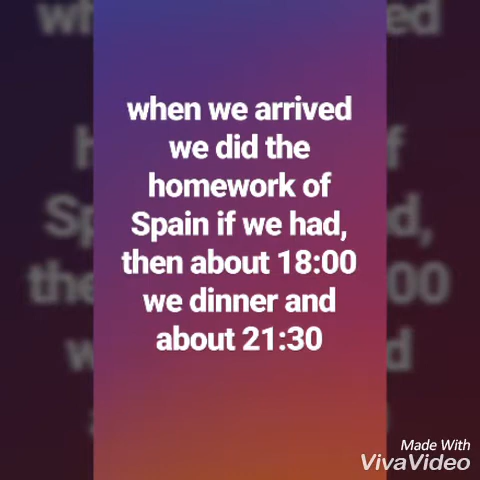 when we arrived
we did the
homework of
Spain if we had,
then about 18:00
we dinner and
about 21:30
Made With
VivaVideo